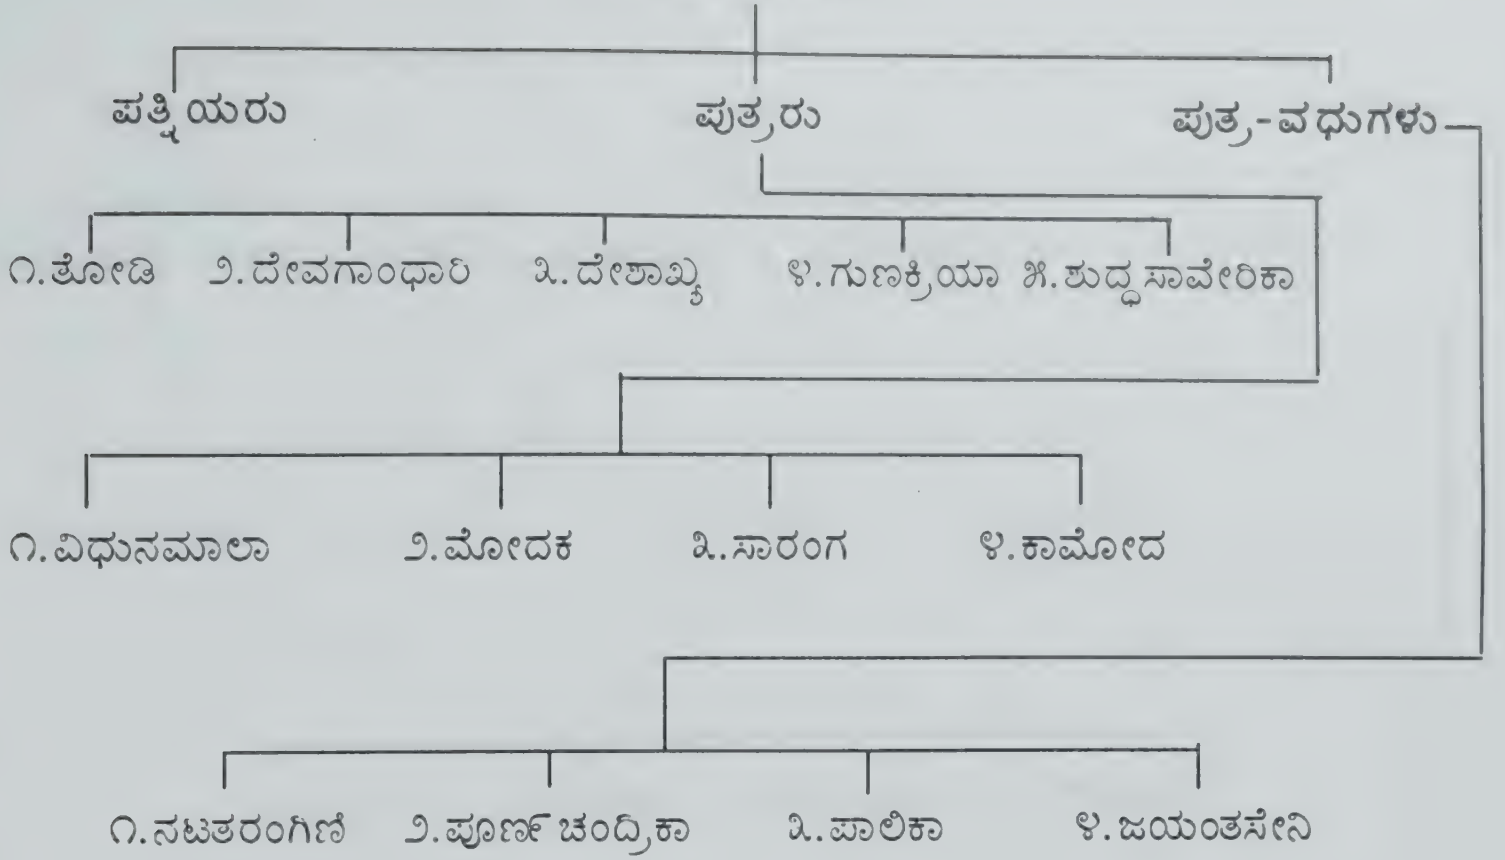 ಪತ್ನಿಯರು ಪುತ್ರರು ಪುತ್ರ-ವಧುಗಳು
೧.ತೋಡಿ ೨.ದೇವಗಾಂಧಾರಿ ೩.ದೇಶಾಖ್ಯ ೪.ಗುಣಕ್ರಿಯಾ ೫.ಶುದ್ಧಸಾವೇರಿಕಾ
೧.ವಿಧುನಮಾಲಾ ೨.ಮೋದಕ ೩.ಸಾರಂಗ ೪.ಕಾಮೋದ
೧.ನಟತರಂಗಿಣಿ ೨.ಪೂರ್ಣಚಂದ್ರಿಕಾ ೩.ಪಾಲಿಕಾ ೪.ಜಯಂತಸೇನಿ